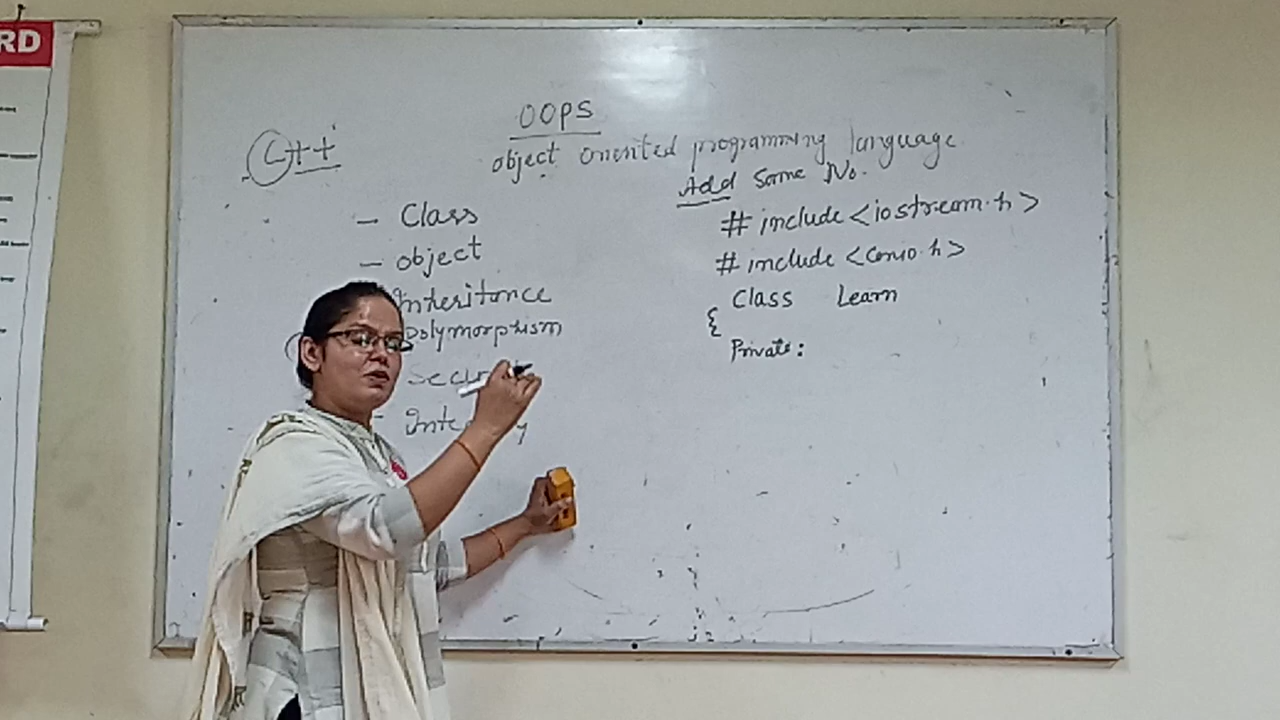 RD
OOPS
object oriented programming language
C++
- Class
- object
Inheritance
polymorphism
Add Some No.
# include <iostream.h>
# include <conio.h>
Class Learn
{
Private: